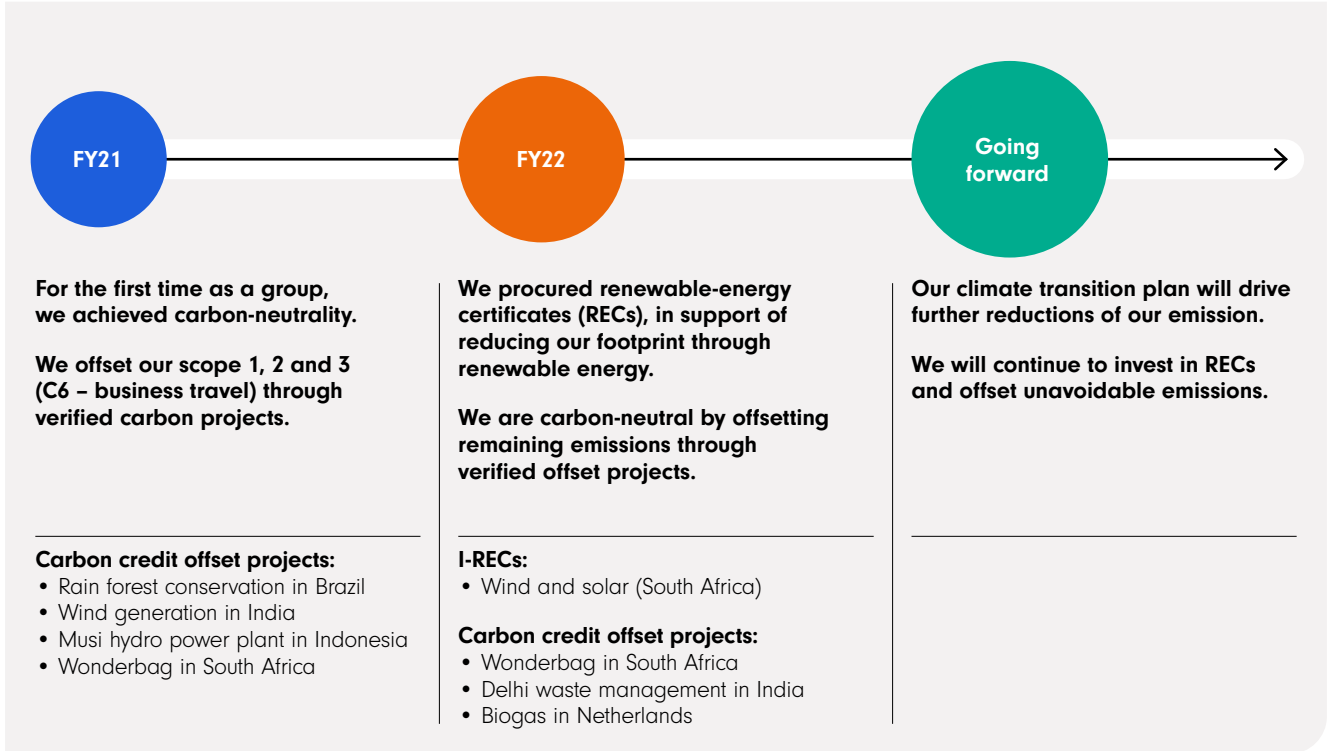 FY21
FY22
Going
forward
For the first time as a group,
we achieved carbon-neutrality.
We offset our scope 1, 2 and 3
(C6 – business travel) through
verified carbon projects.
Carbon credit offset projects:
• Rain forest conservation in Brazil
• Wind generation in India
• Musi hydro power plant in Indonesia
• Wonderbag in South Africa
We procured renewable-energy
certificates (RECs), in support of
reducing our footprint through
renewable energy.
We are carbon-neutral by offsetting
remaining emissions through
verified offset projects.
I-RECs:
• Wind and solar (South Africa)
Carbon credit offset projects:
• Wonderbag in South Africa
• Delhi waste management in India
• Biogas in Netherlands
Our climate transition plan will drive
further reductions of our emission.
We will continue to invest in RECs
and offset unavoidable emissions.